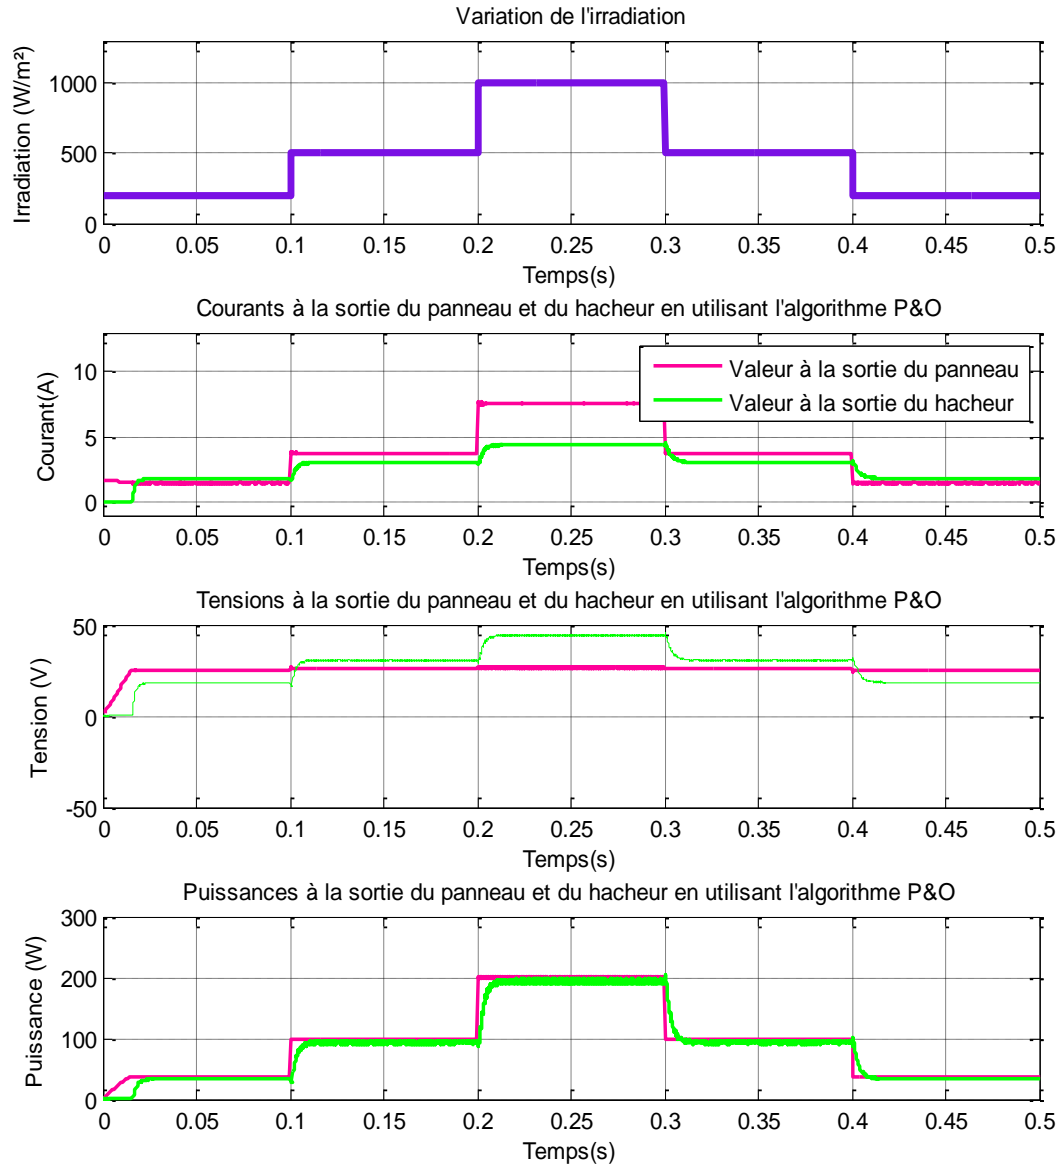 Variation de l'irradiation
Irradiation (W/m²)
1000
500
0
0 0.05 0.1 0.15 0.2 0.25 0.3 0.35 0.4 0.45 0.5
Temps(s)
Courants à la sortie du panneau et du hacheur en utilisant l'algorithme P&O
Courant(A)
10
5
0
Valeur à la sortie du panneau
Valeur à la sortie du hacheur
0 0.05 0.1 0.15 0.2 0.25 0.3 0.35 0.4 0.45 0.5
Temps(s)
Tensions à la sortie du panneau et du hacheur en utilisant l'algorithme P&O
Tension (V)
50
0
-50
0 0.05 0.1 0.15 0.2 0.25 0.3 0.35 0.4 0.45 0.5
Temps(s)
Puissances à la sortie du panneau et du hacheur en utilisant l'algorithme P&O
Puissance (W)
300
200
100
0
0 0.05 0.1 0.15 0.2 0.25 0.3 0.35 0.4 0.45 0.5
Temps(s)